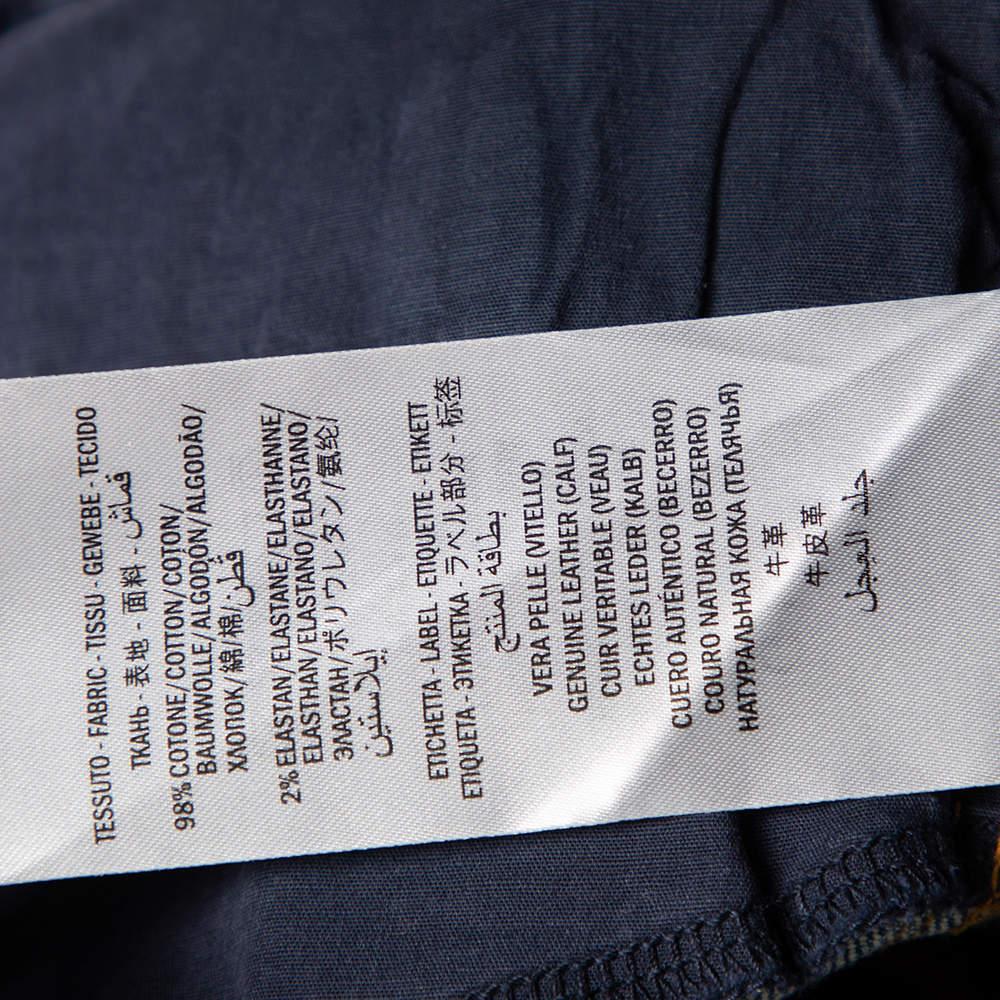 TESSUTO - FABRIC - TISSU - GEWEBE - TECIDO
ТКАНЬ - 表地 - 面料 - قماش
98% COTONE/COTTON/COTON/
BAUMWOLLE/ALGODÓN/ALGODÃO/
ХЛОПОК/綿/棉/قطن
2% ELASTAN/ELASTANE/ELASTHANNE/
ELASTHAN/ELASTANO/ELASTANO/
ЭЛАСТАН/ポリウレタン/氨纶/
إيلاستين
ETICHETTA - LABEL - ETIQUETTE - ETIKETT
ETIQUETA - ЭТИКЕТКА - ラベル部分 - 标签
بطاقة المنتج
VERA PELLE (VITELLO)
GENUINE LEATHER (CALF)
CUIR VERITABLE (VEAU)
ECHTES LEDER (KALB)
CUERO AUTÉNTICO (BECERRO)
COURO NATURAL (BEZERRO)
НАТУРАЛЬНАЯ КОЖА (ТЕЛЯЧЬЯ)
牛革
牛皮革
جلد العجل